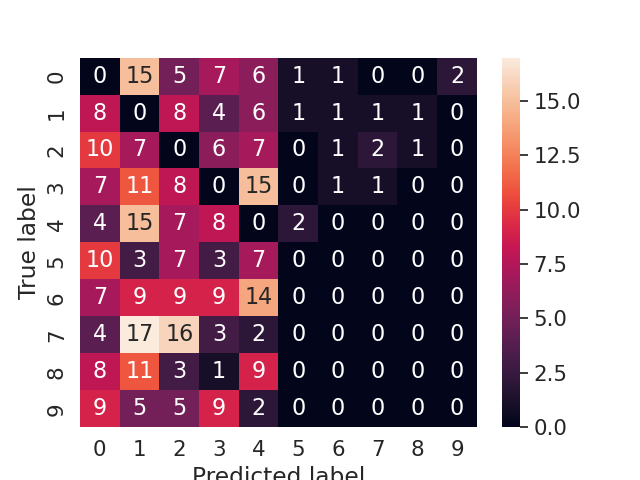 0 0 15 5 7 6 1 1 0 0 2
1 8 0 8 4 6 1 1 1 1 0
2 10 7 0 6 7 0 1 2 1 0
3 7 11 8 0 15 0 1 1 0 0
4 4 15 7 8 0 2 0 0 0 0
5 10 3 7 3 7 0 0 0 0 0
6 7 9 9 9 14 0 0 0 0 0
7 4 17 16 3 2 0 0 0 0 0
8 8 11 3 1 9 0 0 0 0 0
9 9 5 5 9 2 0 0 0 0 0
0 1 2 3 4 5 6 7 8 9
Predicted label
True label
15.0
12.5
10.0
7.5
5.0
2.5
0.0